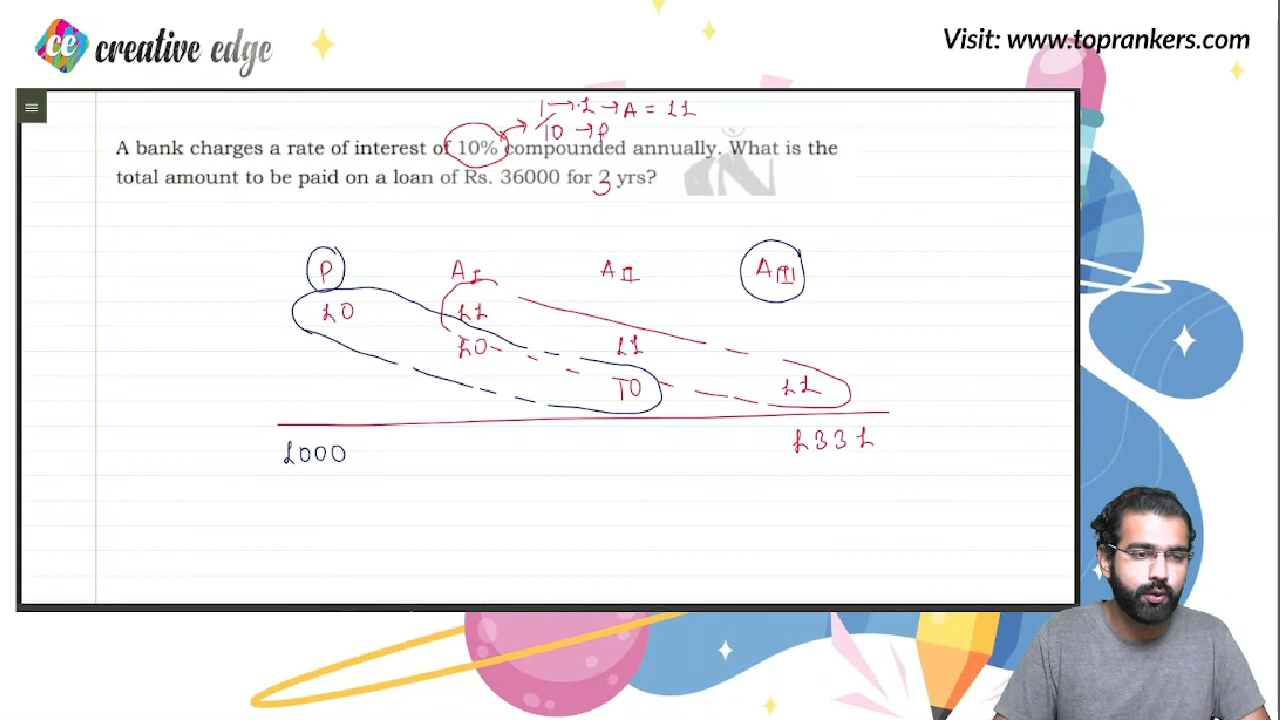 ce creative edge
Visit: www.toprankers.com
1 → 1 → A = 11
10 → P
A bank charges a rate of interest of 10% compounded annually. What is the
total amount to be paid on a loan of Rs. 36000 for 3 yrs?
P A I A II A III
10 11
10 11
10 11
1000 1331